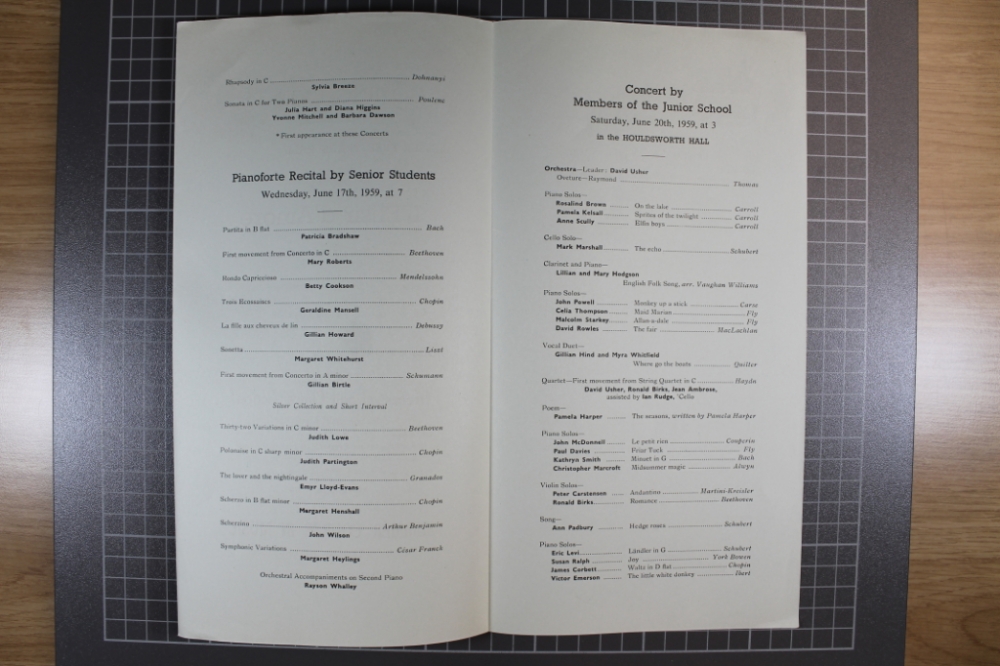 Rhapsody in C ........ Dohnanyi
Sylvia Breeze
Sonata in C for Two Pianos ........ Poulenc
Julia Hart and Diana Higgins
Yvonne Mitchell and Barbara Dawson
*First appearance at these Concerts
Pianoforte Recital by Senior Students
Wednesday, June 17th, 1959, at 7
Partita in B flat ........ Bach
Patricia Bradshaw
First movement from Concerto in C ........ Beethoven
Mary Roberts
Rondo Capriccioso ........ Mendelssohn
Betty Cookson
Trois Ecossaises ........ Chopin
Geraldine Mansell
La fille aux cheveux de lin ........ Debussy
Gillian Howard
Sonetto ........ Liszt
Margaret Whitehurst
First movement from Concerto in A minor ........ Schumann
Gillian Birtle
Silver Collection and Short Interval
Thirty-two Variations in C minor ........ Beethoven
Judith Lowe
Polonaise in C sharp minor ........ Chopin
Judith Partington
The lover and the nightingale ........ Granados
Emyr Lloyd-Evans
Scherzo in B flat minor ........ Chopin
Margaret Henshall
Selection ........ Arthur Benjamin
John Wilson
Symphonic Variations ........ César Franck
Margaret Heylings
Orchestral Accompaniments on Second Piano
Rayson Whalley
Concert by
Members of the Junior School
Saturday, June 20th, 1959, at 3
in the HOULDSWORTH HALL
Orchestra—Leader: David Usher
Overture—Raymond ........ Thomas
Piano Solos—
Rosalind Brown ........ On the lake ........ Carroll
Pamela Kelsall ........ Sprites of the twilight ........ Carroll
Anne Scully ........ Elfin boys ........ Carroll
Cello Solo—
Mark Marshall ........ The echo ........ Schubert
Clarinet and Piano—
Lillian and Mary Hodgson
English Folk Song, arr. Vaughan Williams
Piano Solos—
John Powell ........ Monkey up a stick ........ Carse
Celia Thompson ........ Maid Marian ........ Fly
Malcolm Starkey ........ Allan-a-dale ........ Fly
David Rowles ........ The fair ........ MacLachlan
Vocal Duet—
Gillian Hind and Myra Whitfield
Where go the boats ........ Quilter
Quartet—First movement from String Quartet in C ........ Haydn
David Usher, Ronald Birks, Jean Ambrose,
assisted by Ian Rudge, 'Cello
Poem—
Pamela Harper ........ The seasons, written by Pamela Harper
Piano Solos—
John McDonnell ........ Le petit rien ........ Couperin
Paul Davies ........ Friar Tuck ........ Fly
Kathryn Smith ........ Minuet in G ........ Bach
Christopher Marcroft ........ Midsummer magic ........ Alwyn
Violin Solos—
Peter Carstensen ........ Andantino ........ Martini-Kreisler
Ronald Birks ........ Romance ........ Beethoven
Song—
Ann Padbury ........ Hedge roses ........ Schubert
Piano Solos—
Eric Levi ........ Ländler in G ........ Schubert
Susan Ralph ........ Joy ........ York Bowen
James Corbett ........ Waltz in D flat ........ Chopin
Victor Emerson ........ The little white donkey ........ Ibert